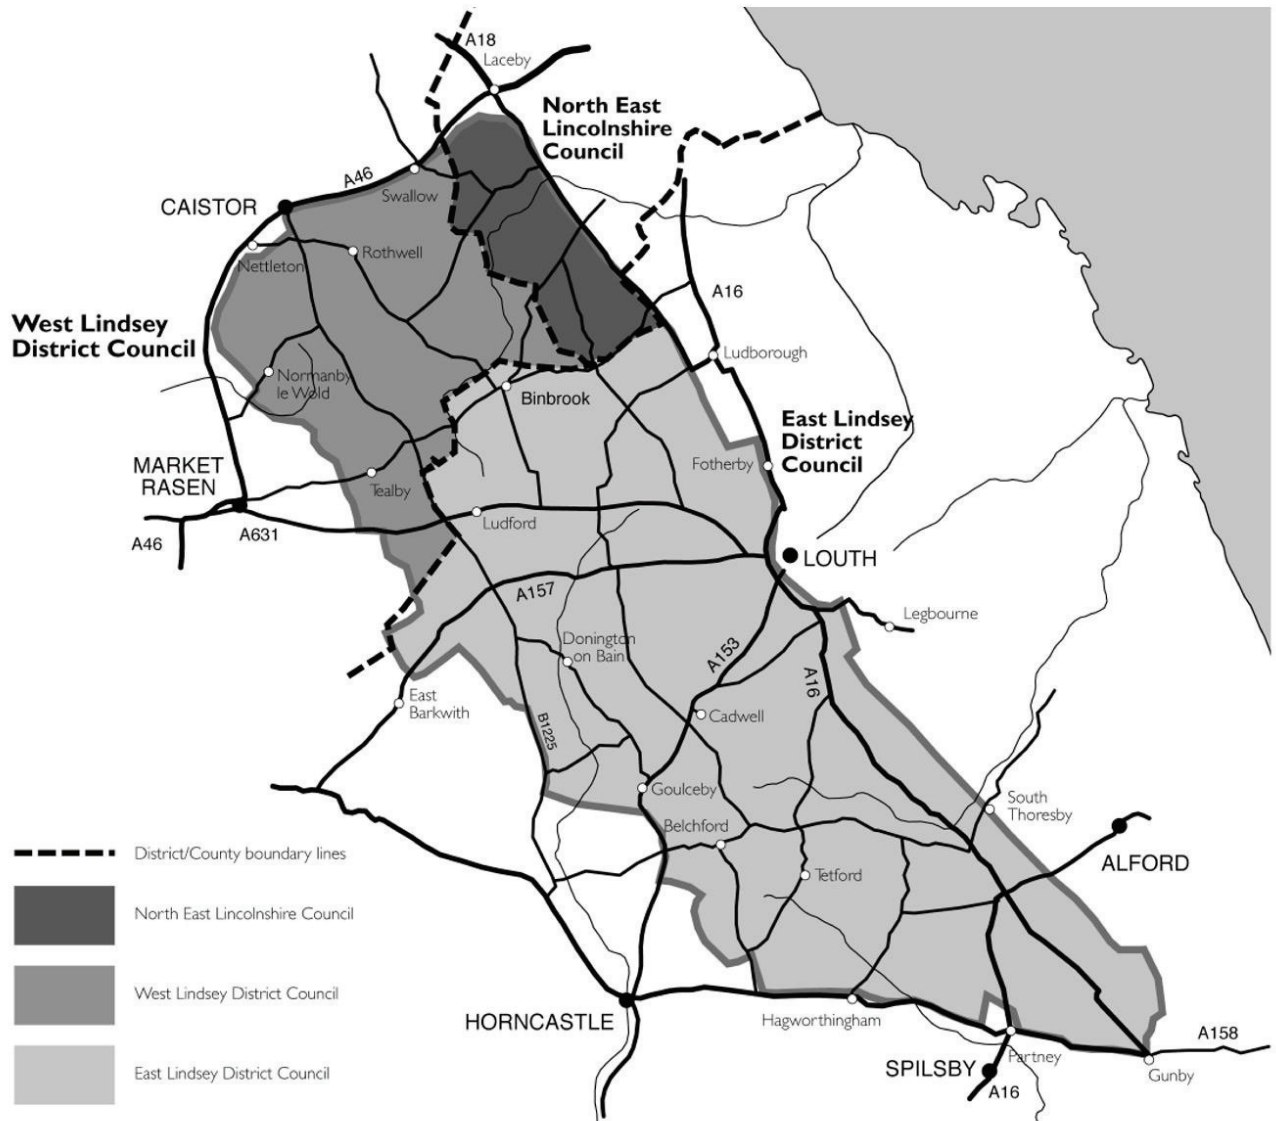 A18
Laceby
North East
Lincolnshire
Council
A46
Swallow
CAISTOR
Nettleton
Rothwell
A16
West Lindsey
District Council
Normanby
le Wold
Ludborough
Binbrook
East Lindsey
District
Council
Fotherby
MARKET
RASEN
Tealby
Ludford
A46
A631
LOUTH
A157
Legbourne
Donington
on Bain
A153
A16
East
Barkwith
B1225
Cadwell
Goulceby
South
Thoresby
Belchford
ALFORD
Tetford
District/County boundary lines
North East Lincolnshire Council
West Lindsey District Council
East Lindsey District Council
HORNCASTLE
Hagworthingham
A158
Partney
SPILSBY
Gunby
A16